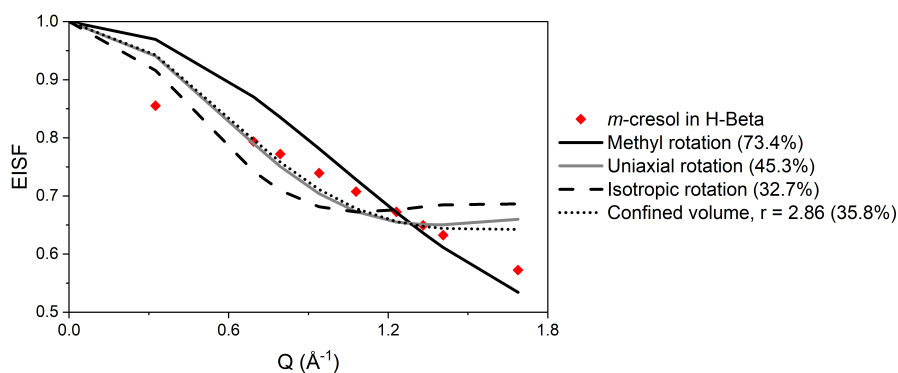 1.0
0.9
0.8
0.7
0.6
0.5
EISF
0.0 0.6 1.2 1.8
Q (Å-1)
m-cresol in H-Beta
Methyl rotation (73.4%)
Uniaxial rotation (45.3%)
Isotropic rotation (32.7%)
Confined volume, r = 2.86 (35.8%)